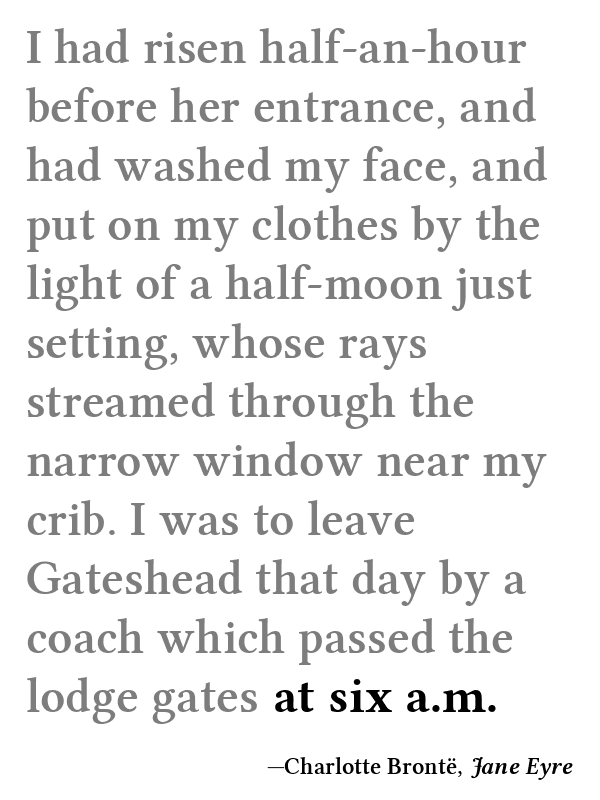 I had risen half-an-hour
before her entrance, and
had washed my face, and
put on my clothes by the
light of a half-moon just
setting, whose rays
streamed through the
narrow window near my
crib. I was to leave
Gateshead that day by a
coach which passed the
lodge gates at six a.m.
—Charlotte Brontë, Jane Eyre